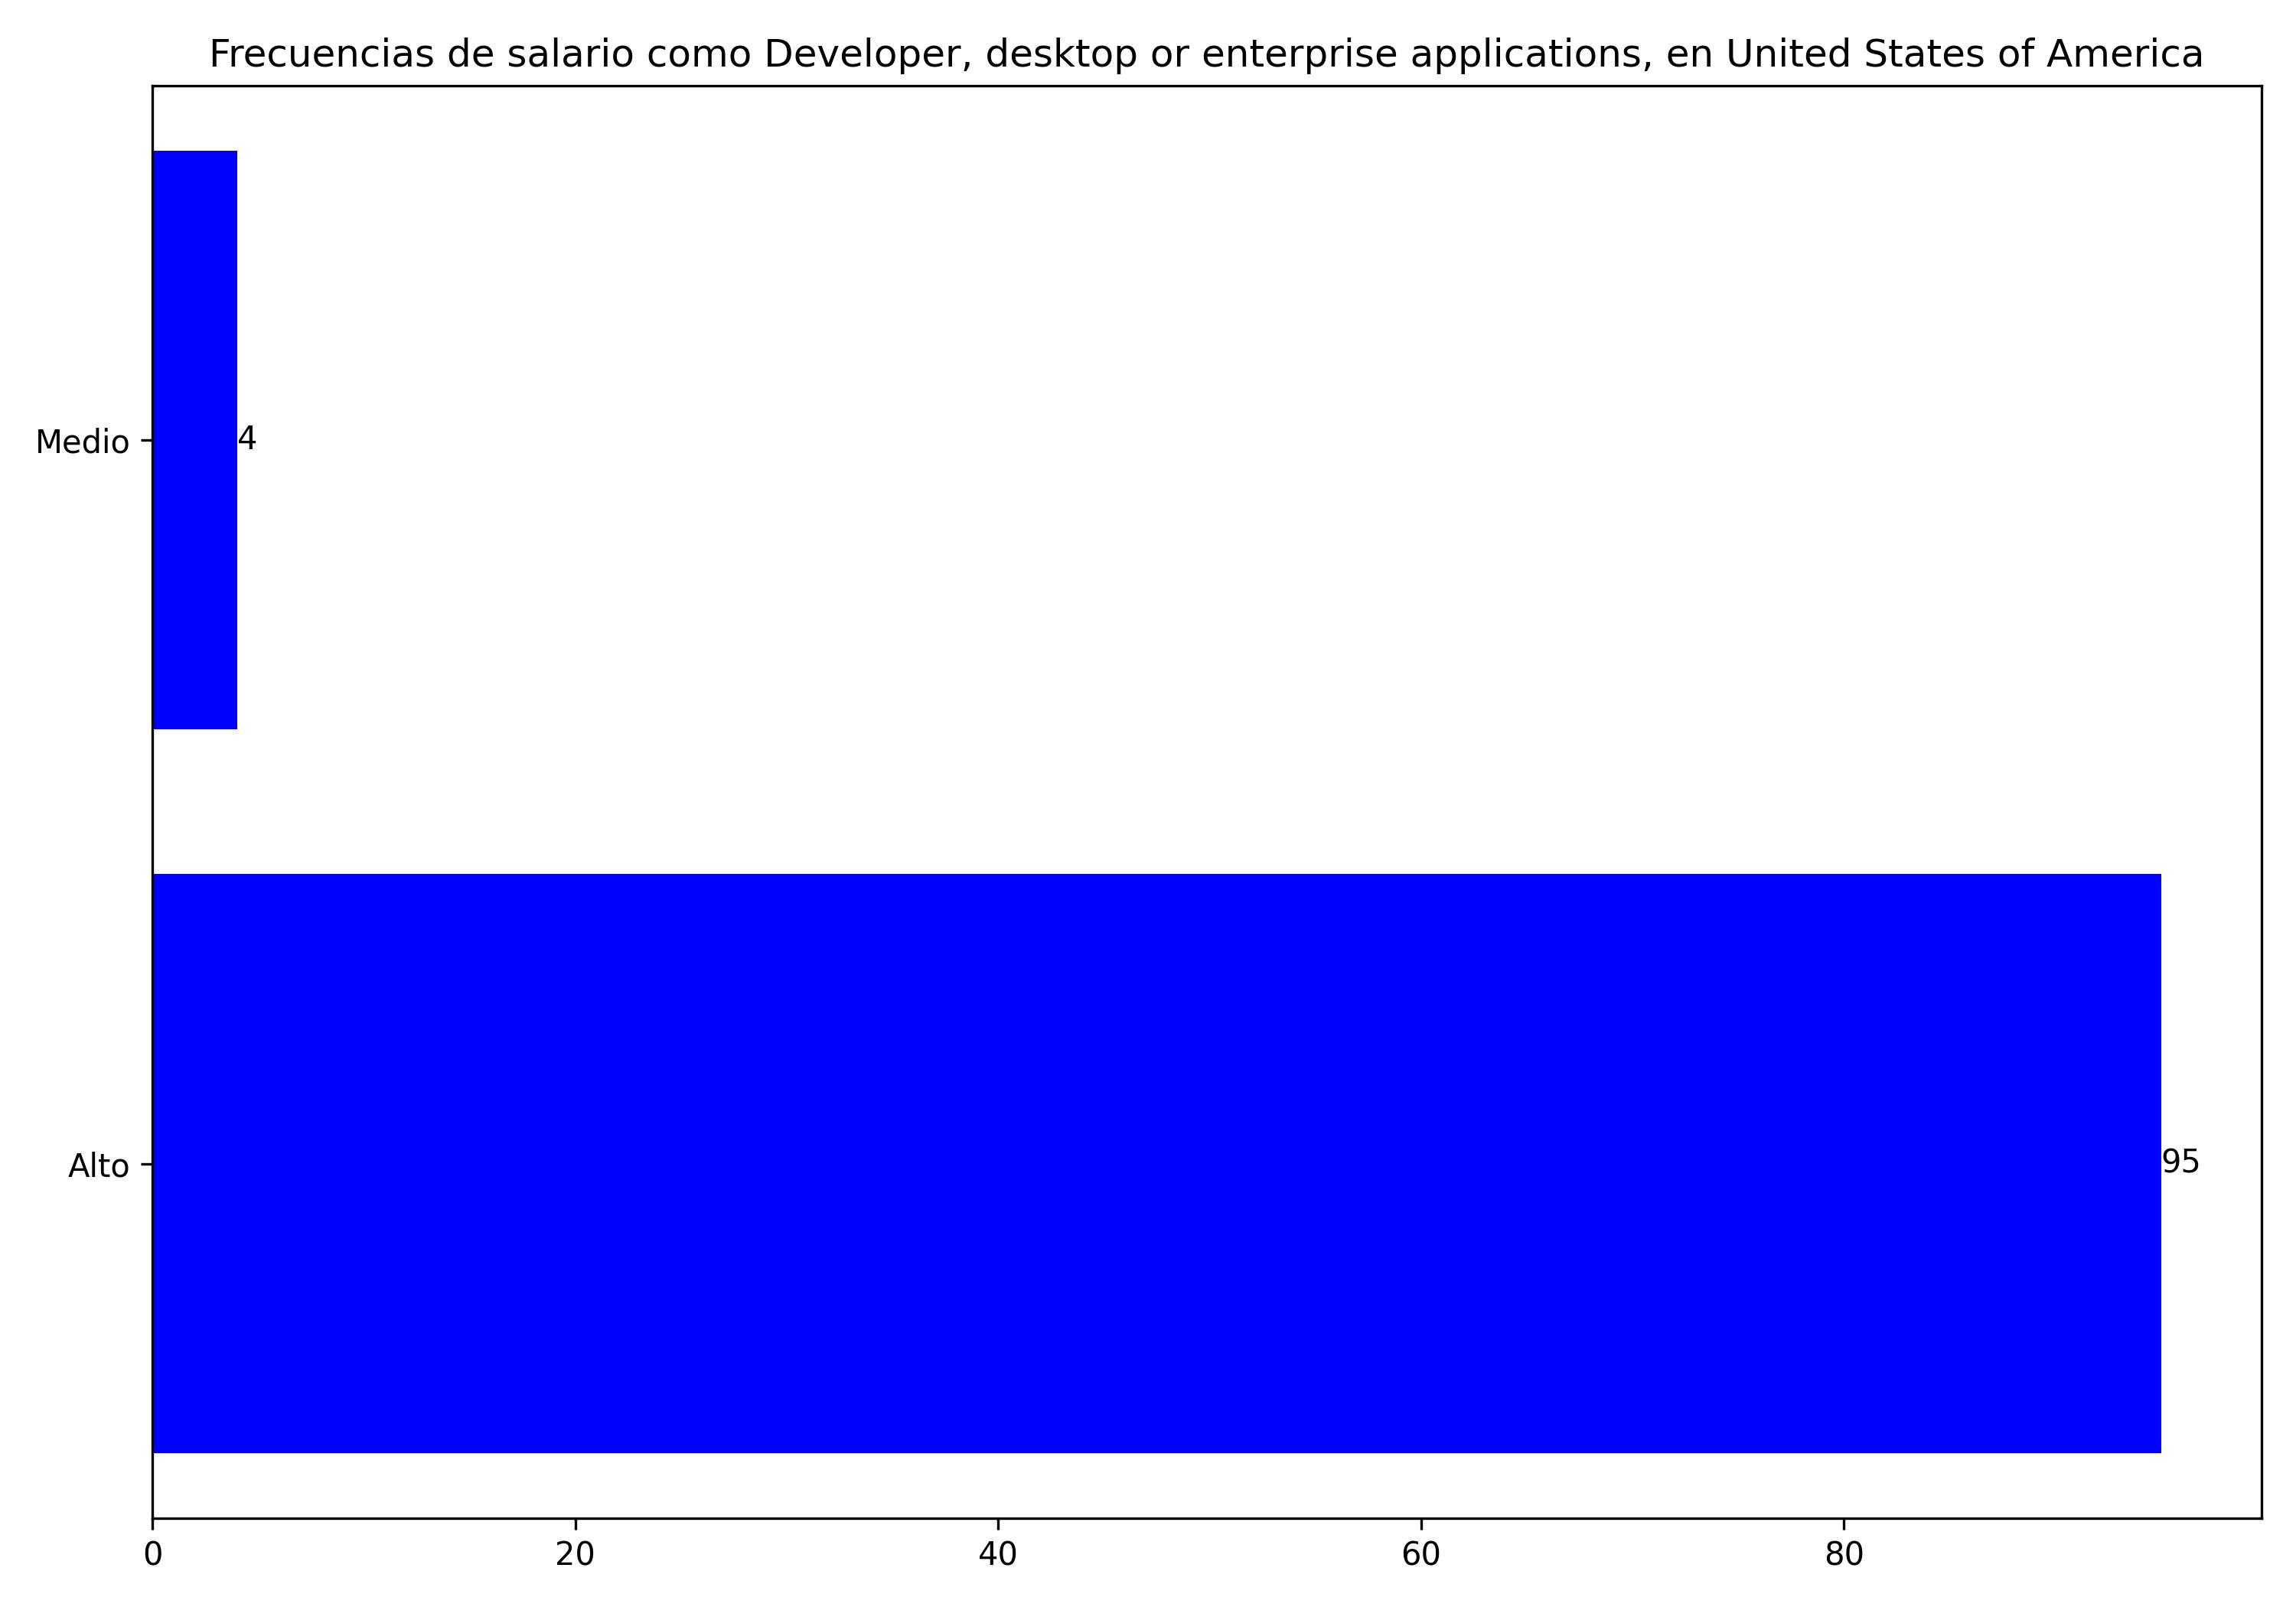 Frecuencias de salario como Developer, desktop or enterprise applications, en United States of America
Medio
4
Alto
95
0 20 40 60 80